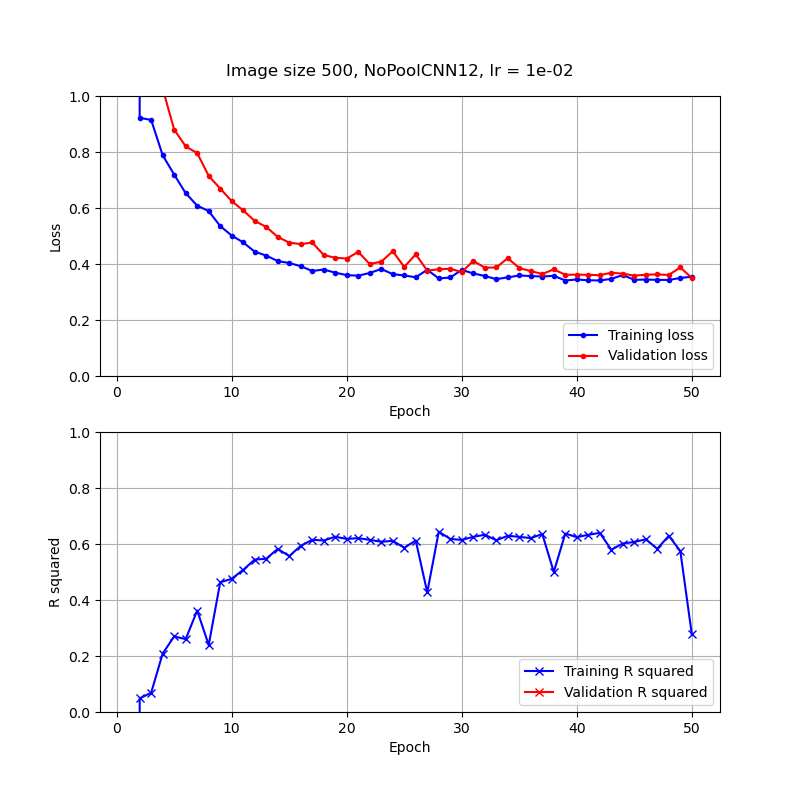 Image size 500, NoPoolCNN12, lr = 1e-02
1.0
0.8
0.6
0.4
0.2
0.0
Loss
Training loss
Validation loss
0 10 20 30 40 50
Epoch
1.0
0.8
0.6
0.4
0.2
0.0
R squared
Training R squared
Validation R squared
0 10 20 30 40 50
Epoch